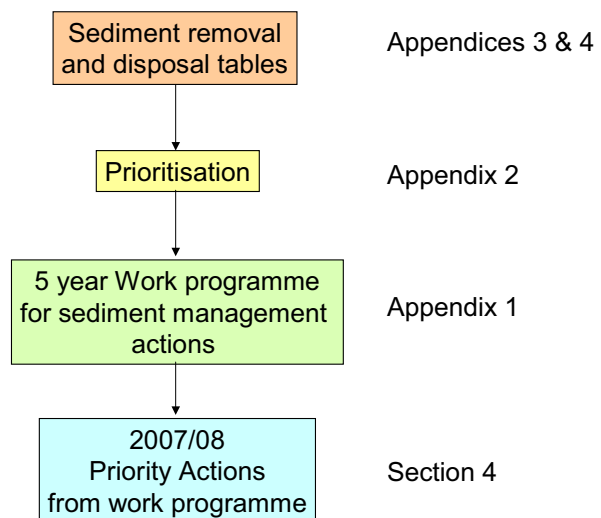 Sediment removal
and disposal tables
Appendices 3 & 4
Prioritisation
Appendix 2
5 year Work programme
for sediment management
actions
Appendix 1
2007/08
Priority Actions
from work programme
Section 4